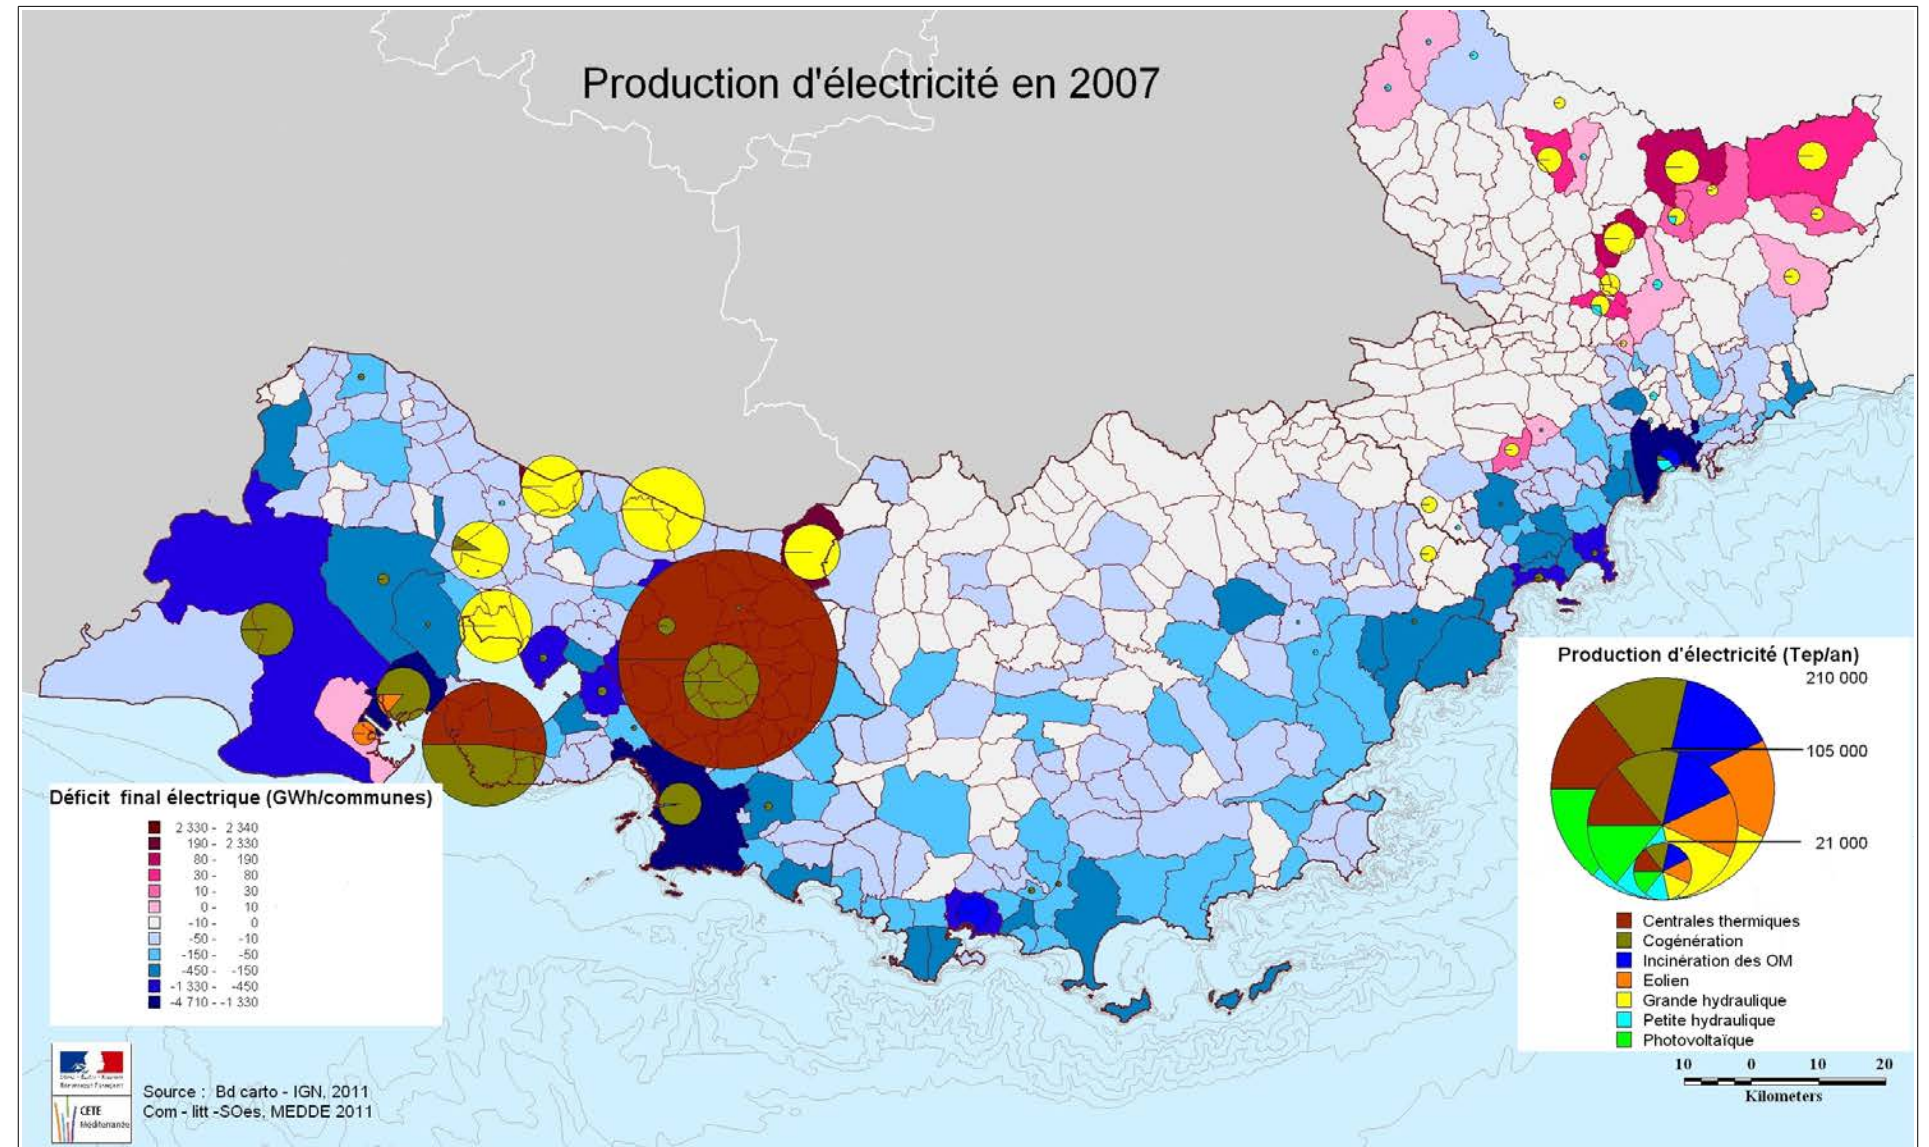 Production d'électricité en 2007
Production d'électricité (Tep/an)
210 000
105 000
21 000
Centrales thermiques
Cogénération
Incinération des OM
Eolien
Grande hydraulique
Petite hydraulique
Photovoltaïque
10 0 10 20
Kilometers
Déficit final électrique (GWh/communes)
2 330 - 2 340
190 - 2 330
80 - 190
30 - 80
10 - 30
0 - 10
-10 - 0
-50 - -10
-150 - -50
-450 - -150
-1 330 - -450
-4 710 - -1 330
CETE
Méditerranée
Source : Bd carto - IGN, 2011
Com - litt -SOes, MEDDE 2011